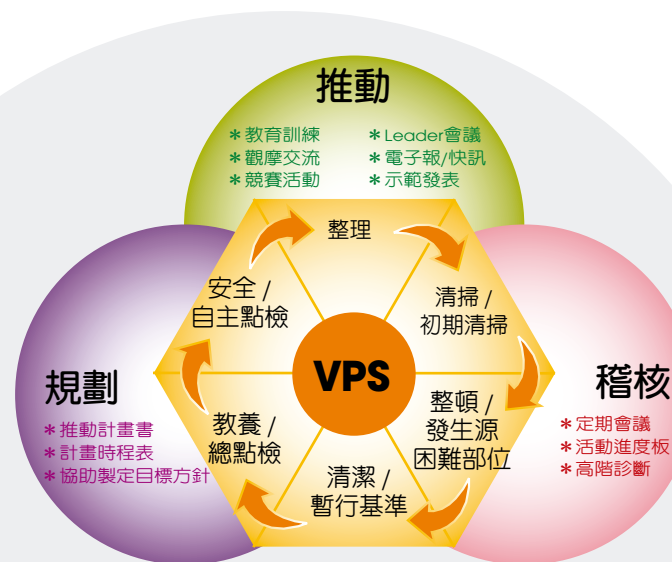 推動
＊教育訓練
＊觀摩交流
＊競賽活動
＊Leader會議
＊電子報/快訊
＊示範發表
整理
清掃 /
初期清掃
整頓 /
發生源
困難部位
清潔 /
暫行基準
教養 /
總點檢
安全 /
自主點檢
VPS
規劃
＊推動計畫書
＊計畫時程表
＊協助製定目標方針
稽核
＊定期會議
＊活動進度板
＊高階診斷